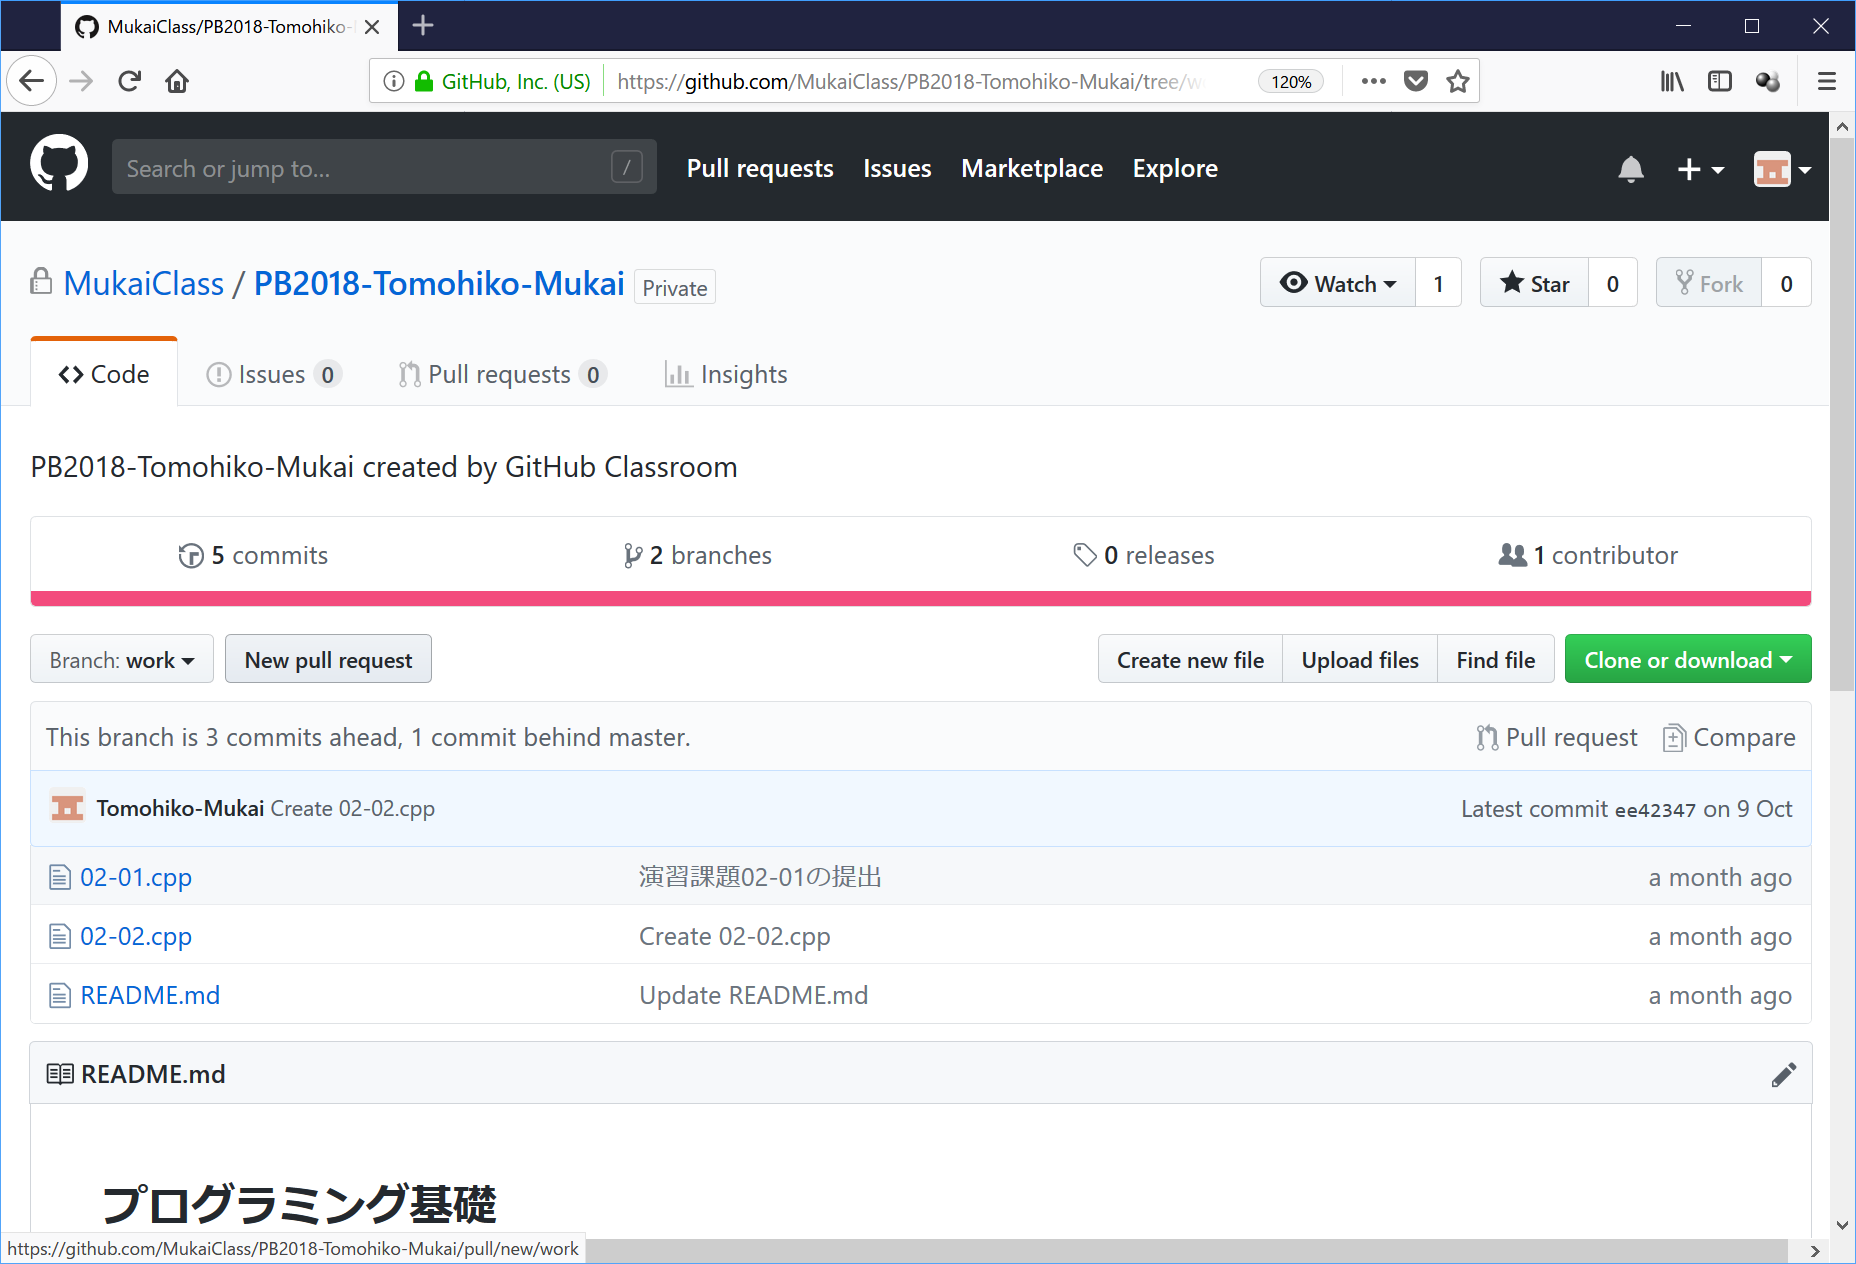 MukaiClass/PB2018-Tomohiko-
GitHub, Inc. (US) https://github.com/MukaiClass/PB2018-Tomohiko-Mukai/tree/w 120%
Search or jump to... / Pull requests Issues Marketplace Explore
MukaiClass / PB2018-Tomohiko-Mukai Private Watch 1 Star 0 Fork 0
Code Issues 0 Pull requests 0 Insights
PB2018-Tomohiko-Mukai created by GitHub Classroom
5 commits 2 branches 0 releases 1 contributor
Branch: work New pull request Create new file Upload files Find file Clone or download
This branch is 3 commits ahead, 1 commit behind master. Pull request Compare
Tomohiko-Mukai Create 02-02.cpp Latest commit ee42347 on 9 Oct
02-01.cpp 演習課題02-01の提出 a month ago
02-02.cpp Create 02-02.cpp a month ago
README.md Update README.md a month ago
README.md
プログラミング基礎
https://github.com/MukaiClass/PB2018-Tomohiko-Mukai/pull/new/work